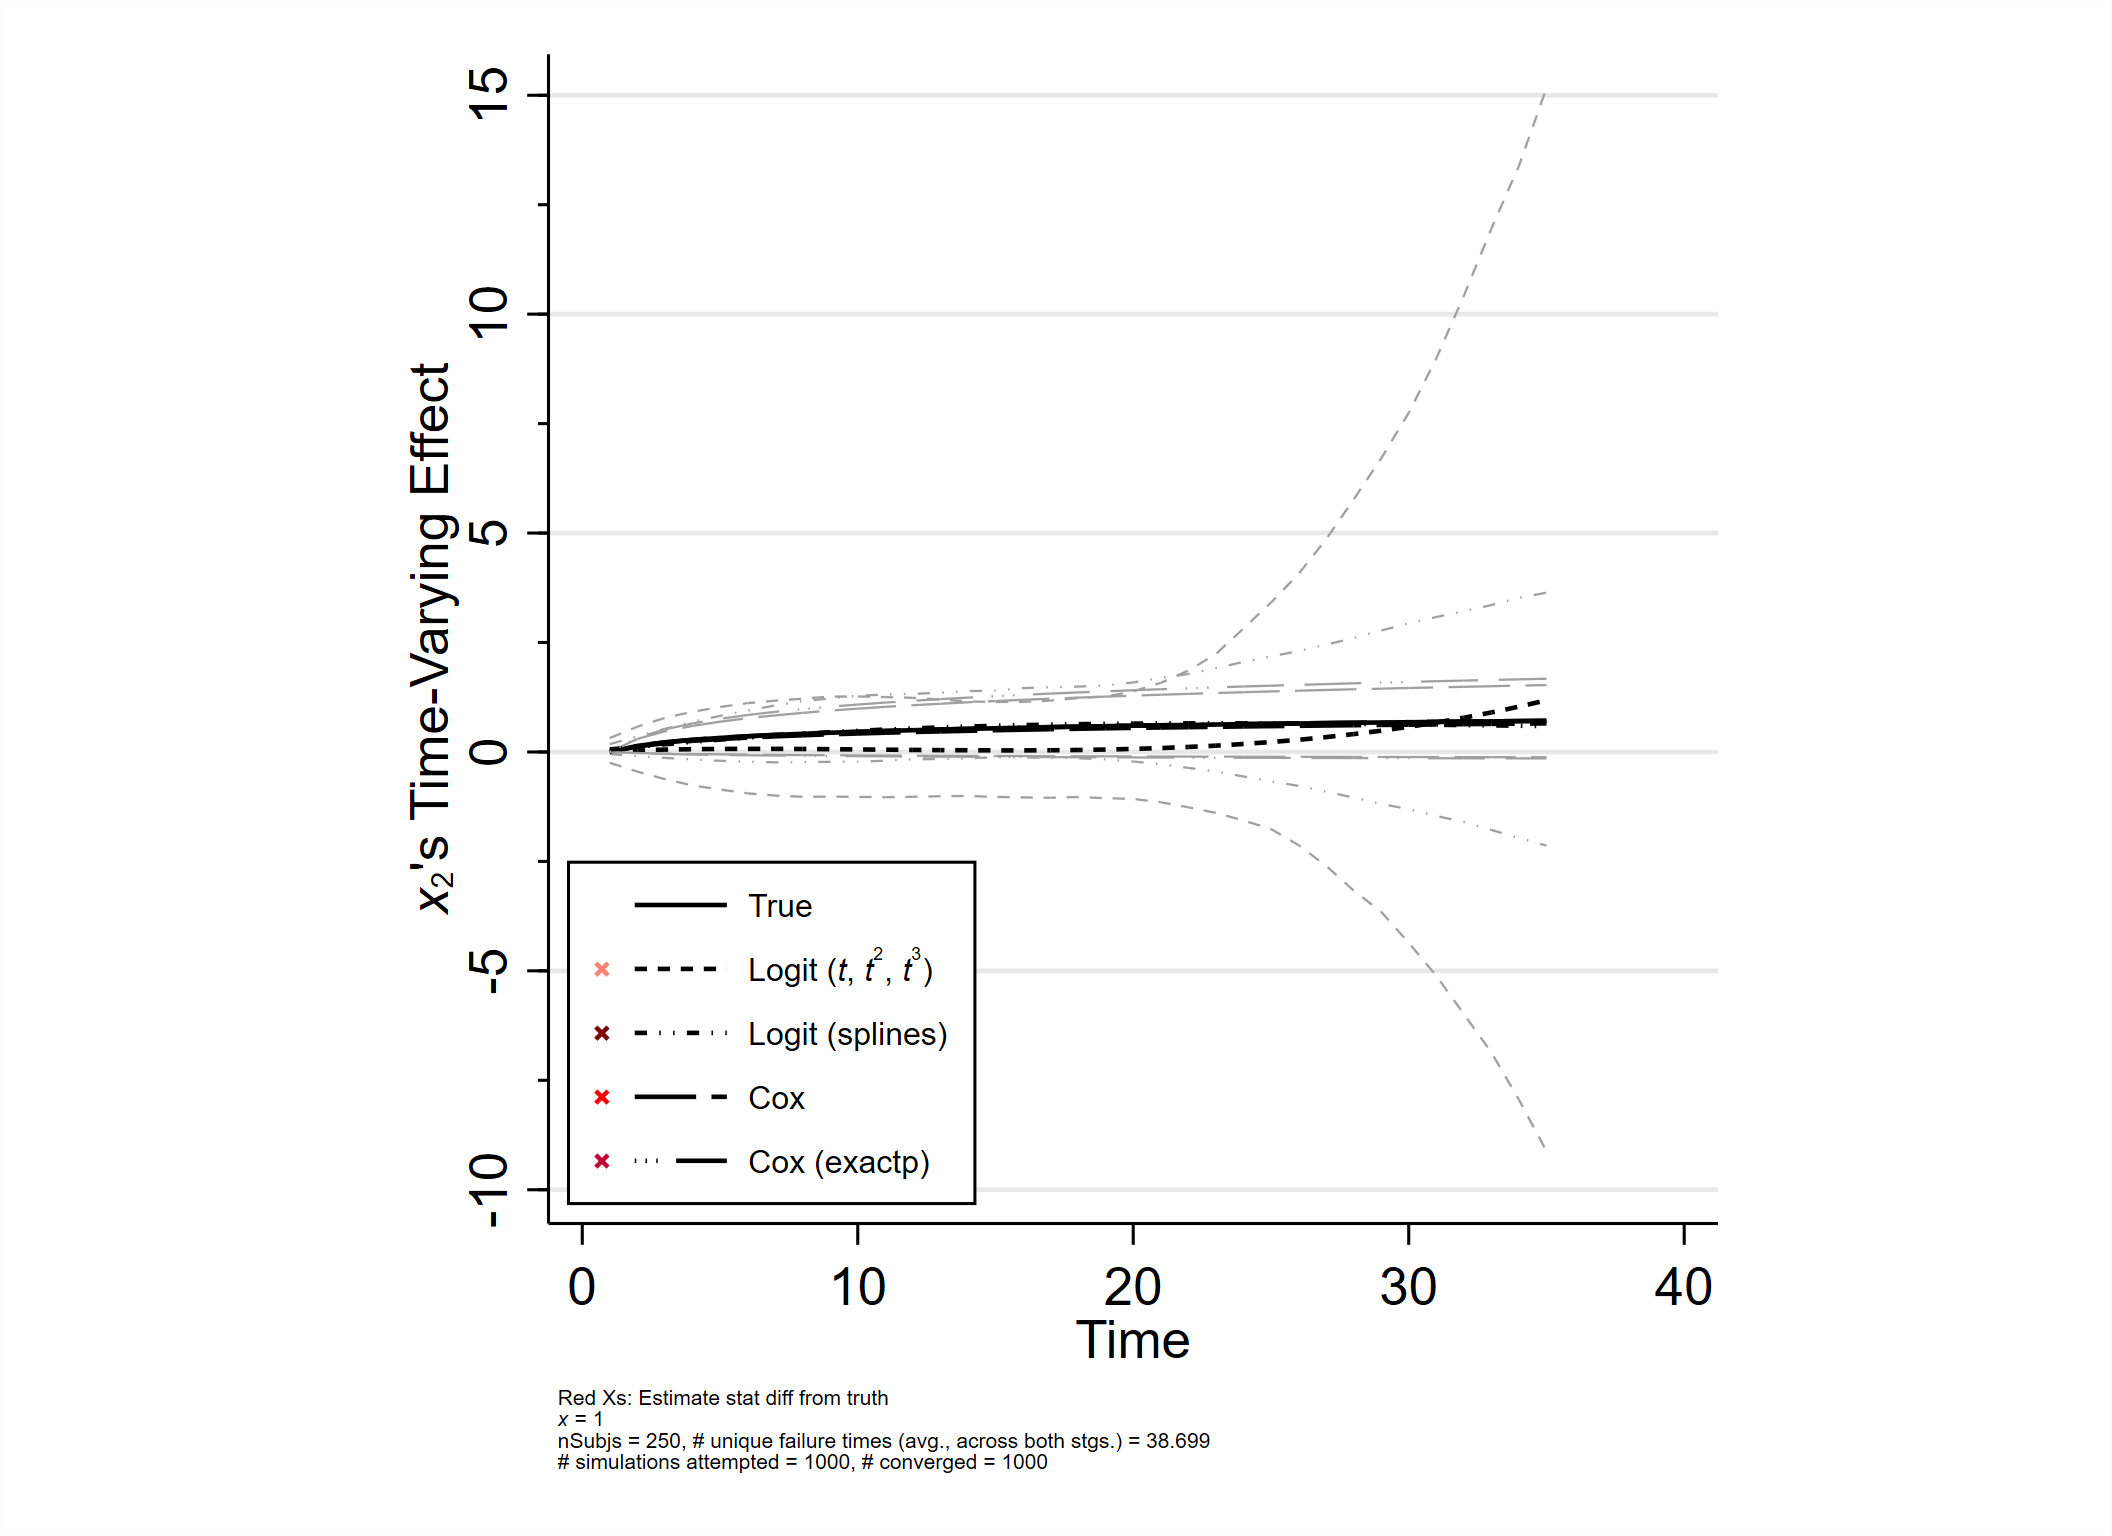 15
10
5
0
-5
-10
x₂'s Time-Varying Effect
True
Logit (t, t², t³)
Logit (splines)
Cox
Cox (exactp)
0 10 20 30 40
Time
Red Xs: Estimate stat diff from truth
x = 1
nSubjs = 250, # unique failure times (avg., across both stgs.) = 38.699
# simulations attempted = 1000, # converged = 1000